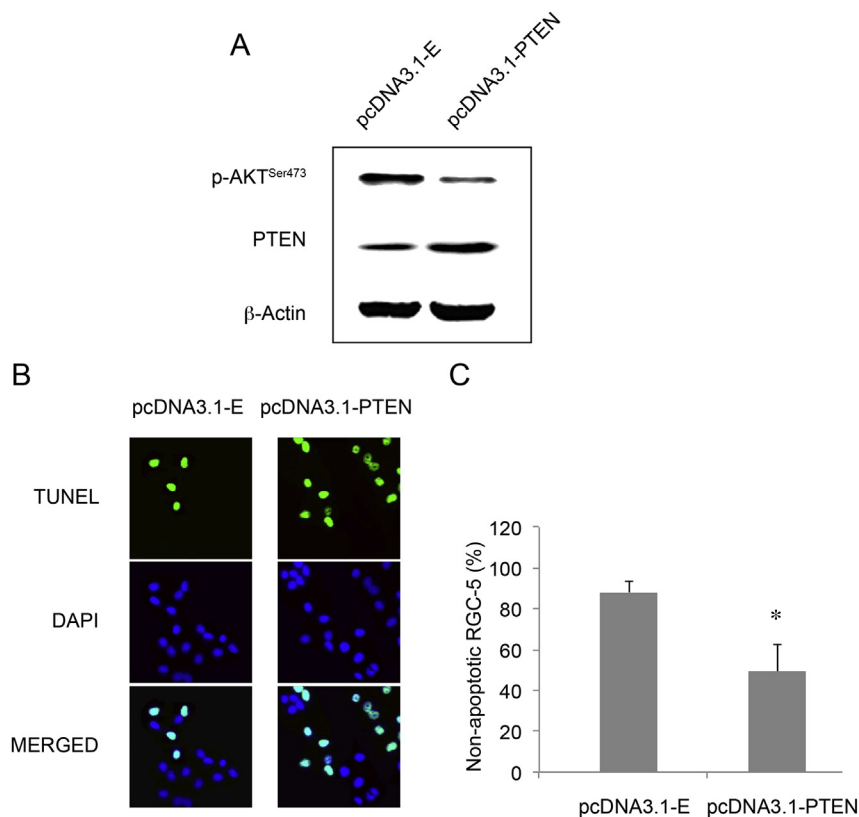 A
pcDNA3.1-E
pcDNA3.1-PTEN
p-AKTSer473
PTEN
β-Actin
B
pcDNA3.1-E
pcDNA3.1-PTEN
TUNEL
DAPI
MERGED
C
Non-apoptotic RGC-5 (%)
120
100
80
60
40
20
0
*
pcDNA3.1-E
pcDNA3.1-PTEN